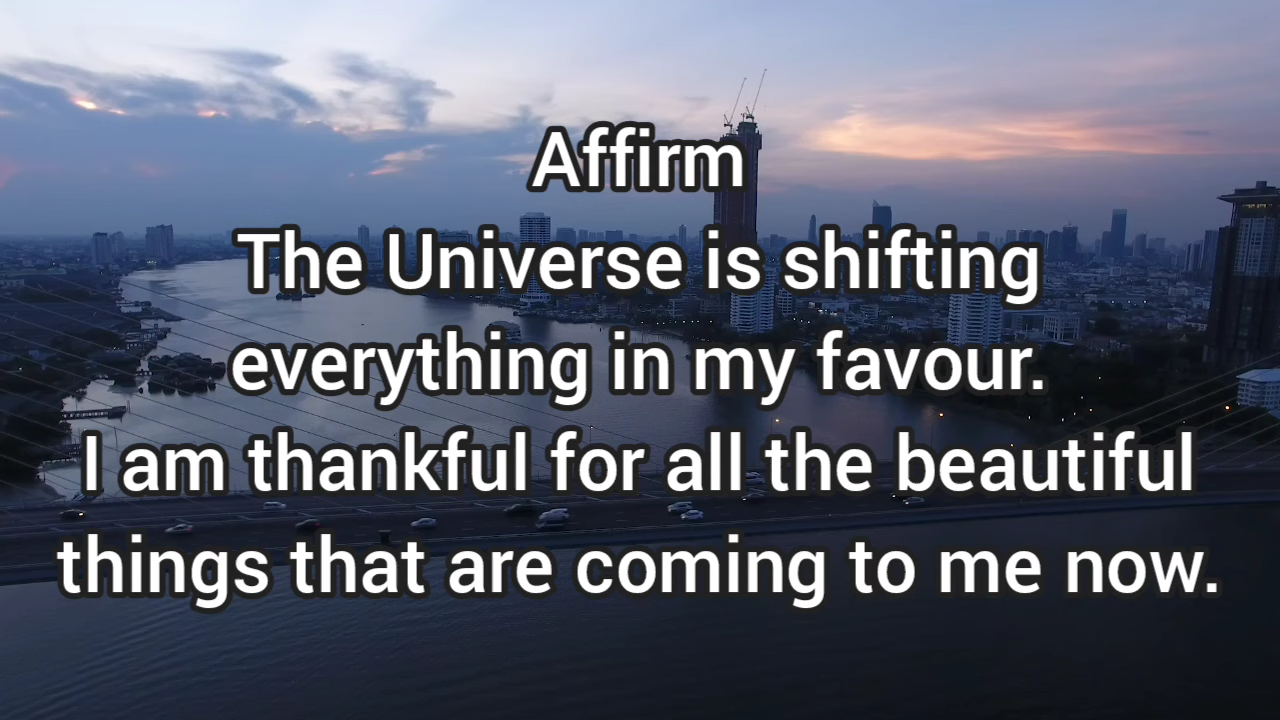 Affirm
The Universe is shifting
everything in my favour.
I am thankful for all the beautiful
things that are coming to me now.